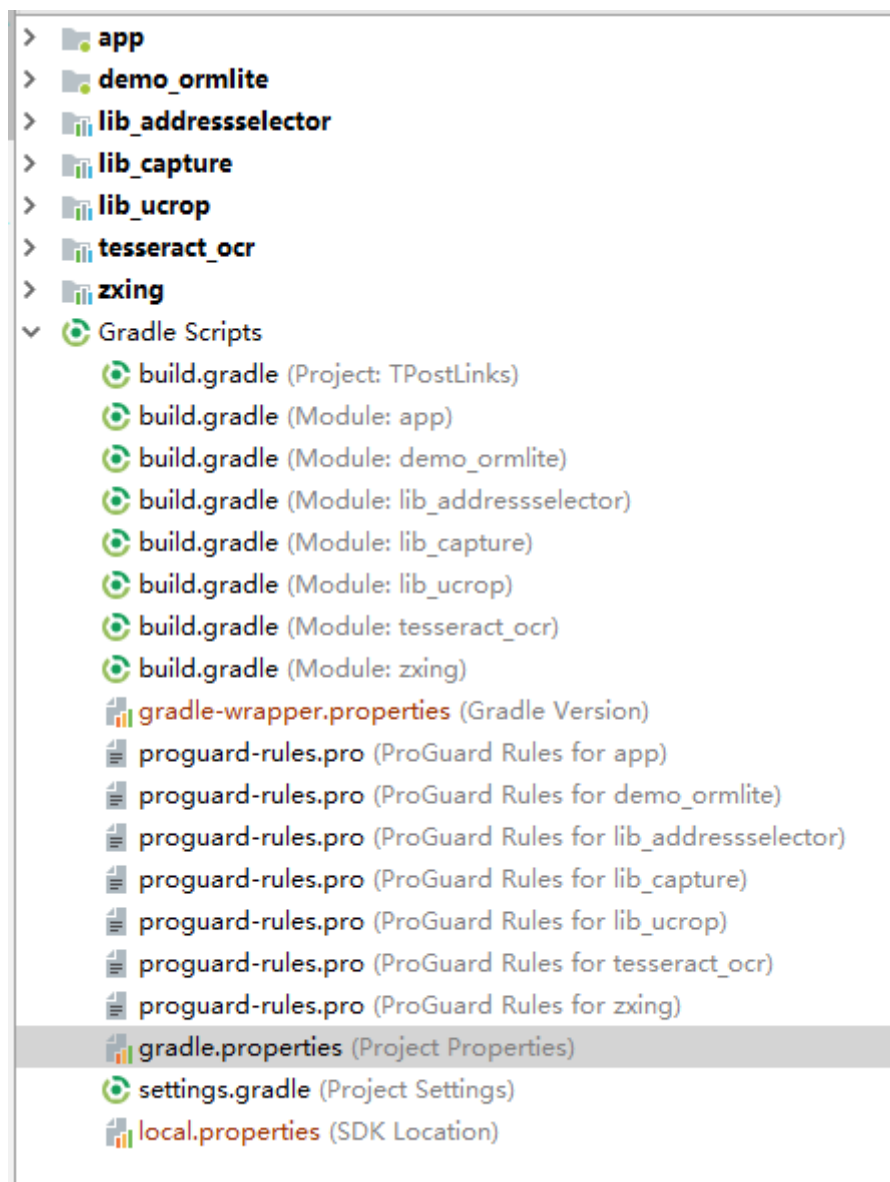 app
demo_ormlite
lib_addressselector
lib_capture
lib_ucrop
tesseract_ocr
zxing
Gradle Scripts
build.gradle (Project: TPostLinks)
build.gradle (Module: app)
build.gradle (Module: demo_ormlite)
build.gradle (Module: lib_addressselector)
build.gradle (Module: lib_capture)
build.gradle (Module: lib_ucrop)
build.gradle (Module: tesseract_ocr)
build.gradle (Module: zxing)
gradle-wrapper.properties (Gradle Version)
proguard-rules.pro (ProGuard Rules for app)
proguard-rules.pro (ProGuard Rules for demo_ormlite)
proguard-rules.pro (ProGuard Rules for lib_addressselector)
proguard-rules.pro (ProGuard Rules for lib_capture)
proguard-rules.pro (ProGuard Rules for lib_ucrop)
proguard-rules.pro (ProGuard Rules for tesseract_ocr)
proguard-rules.pro (ProGuard Rules for zxing)
gradle.properties (Project Properties)
settings.gradle (Project Settings)
local.properties (SDK Location)